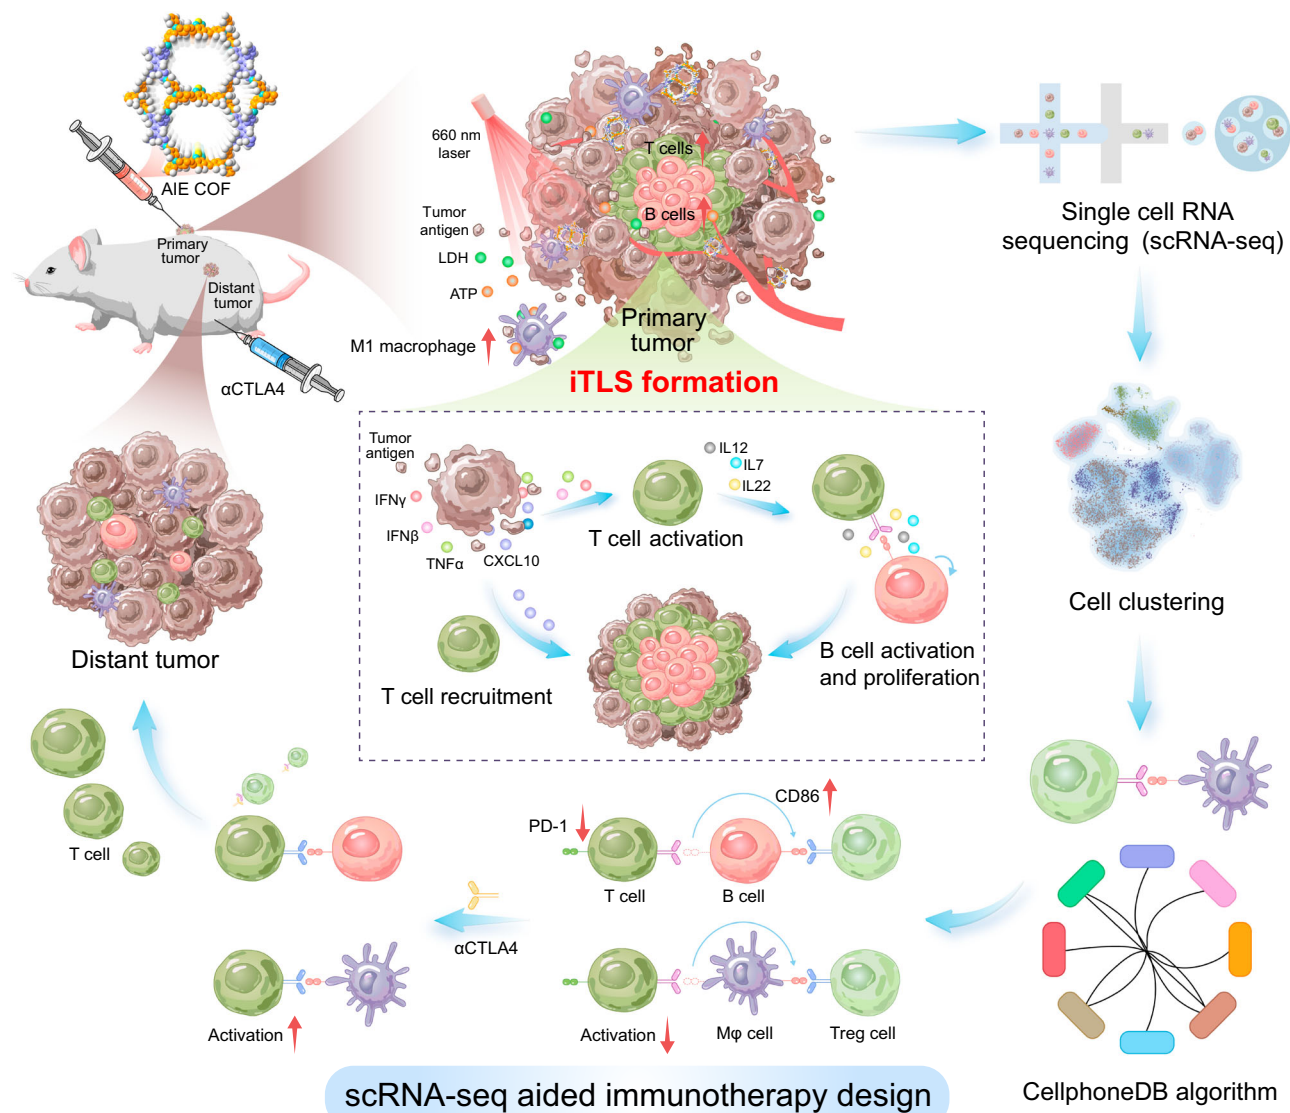 AIE COF
Primary
tumor
Distant
tumor
αCTLA4
660 nm
laser
Tumor
antigen
LDH
ATP
M1 macrophage
T cells
B cells
Primary
tumor
iTLS formation
Single cell RNA
sequencing (scRNA-seq)
Cell clustering
CellphoneDB algorithm
Tumor
antigen
IFNγ
IFNβ
TNFα
CXCL10
IL12
IL7
IL22
T cell activation
B cell activation
and proliferation
T cell recruitment
Distant tumor
T cell
PD-1
CD86
T cell
B cell
αCTLA4
Activation
Activation
Mφ cell
Treg cell
scRNA-seq aided immunotherapy design